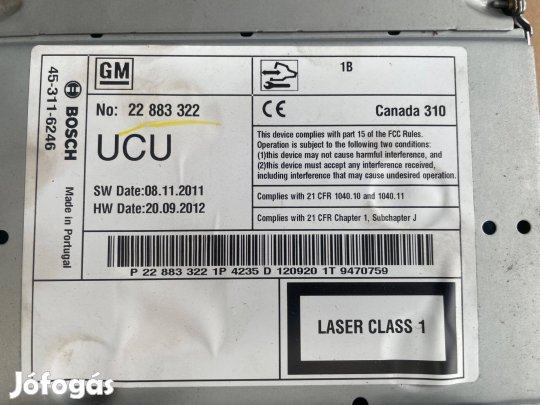 45-311-6246
BOSCH
Made in Portugal
GM
1B
No: 22 883 322
UCU
SW Date:08.11.2011
HW Date:20.09.2012
CE
Canada 310
This device complies with part 15 of the FCC Rules.
Operation is subject to the following two conditions:
(1)this device may not cause harmful interference, and
(2)this device must accept any interference received,
including interference that may cause undesired operation.
Complies with 21 CFR 1040.10 and 1040.11
Complies with 21 CFR Chapter 1, Subchapter J
P 22 883 322 1P 4235 D 120920 1T 9470759
LASER CLASS 1
Jófogás